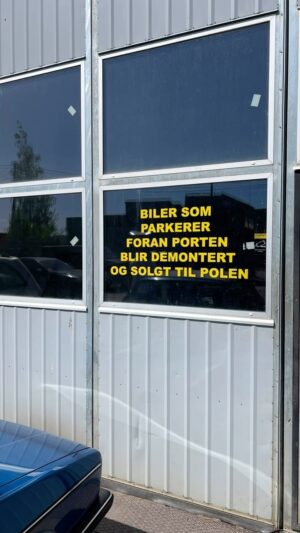 BILER SOM
PARKERER
FORAN PORTEN
BLIR DEMONTERT
OG SOLGT TIL POLEN